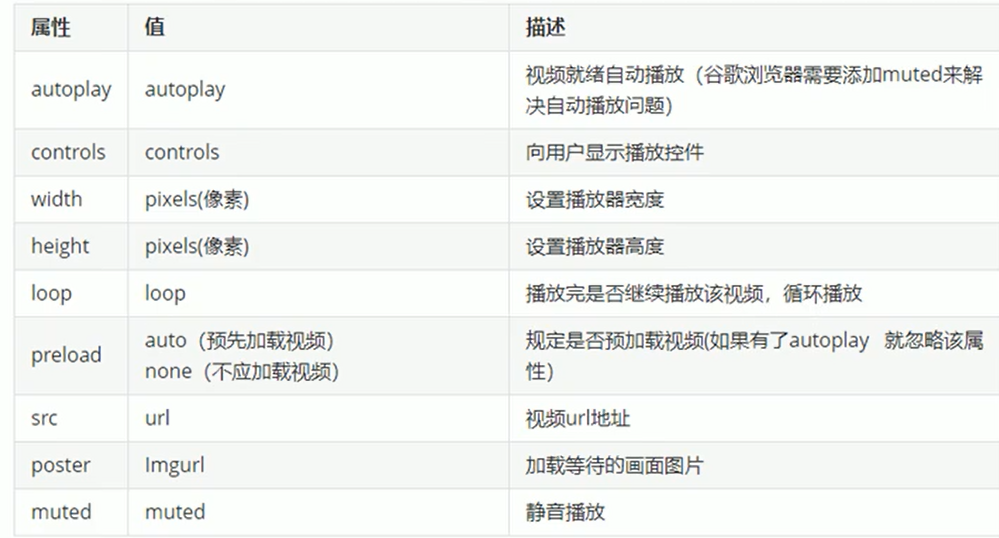 属性 值 描述
autoplay autoplay 视频就绪自动播放（谷歌浏览器需要添加muted来解
决自动播放问题）
controls controls 向用户显示播放控件
width pixels(像素) 设置播放器宽度
height pixels(像素) 设置播放器高度
loop loop 播放完是否继续播放该视频，循环播放
preload auto（预先加载视频） 规定是否预加载视频(如果有了autoplay 就忽略该属
none（不应加载视频） 性）
src url 视频url地址
poster Imgurl 加载等待的画面图片
muted muted 静音播放